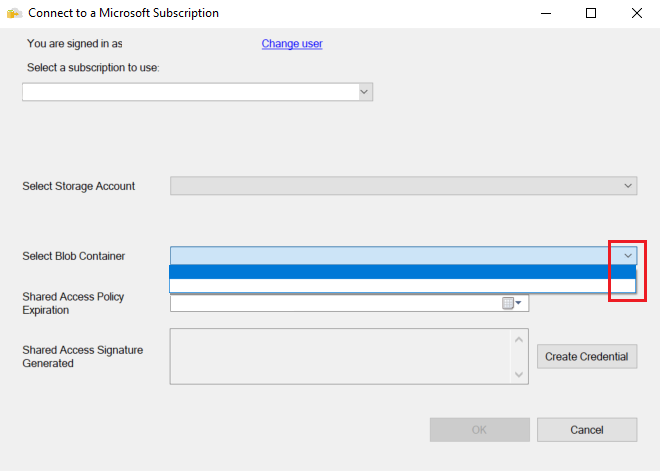 Connect to a Microsoft Subscription
You are signed in as Change user
Select a subscription to use:
Select Storage Account
Select Blob Container
Shared Access Policy
Expiration
Shared Access Signature
Generated
Create Credential
OK Cancel